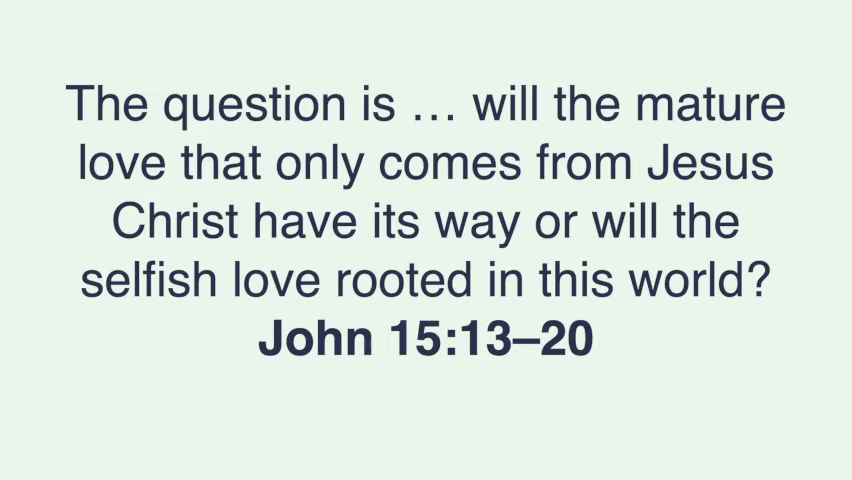 The question is … will the mature
love that only comes from Jesus
Christ have its way or will the
selfish love rooted in this world?
John 15:13–20